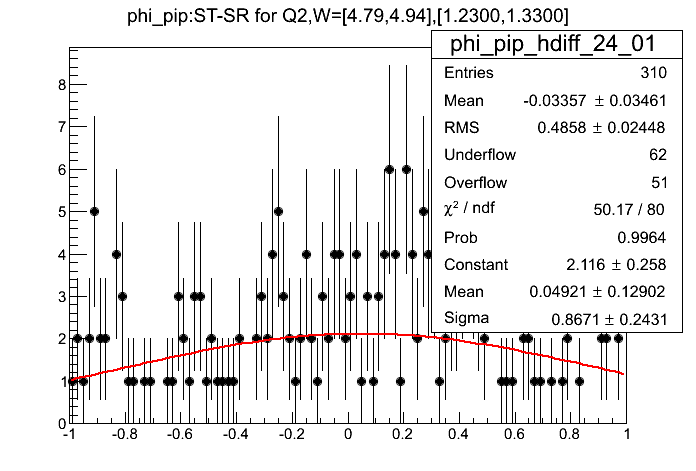 phi_pip:ST-SR for Q2,W=[4.79,4.94],[1.2300,1.3300]
phi_pip_hdiff_24_01
Entries 310
Mean -0.03357 ± 0.03461
RMS 0.4858 ± 0.02448
Underflow 62
Overflow 51
χ² / ndf 50.17 / 80
Prob 0.9964
Constant 2.116 ± 0.258
Mean 0.04921 ± 0.12902
Sigma 0.8671 ± 0.2431
8
7
6
5
4
3
2
1
0
-1 -0.8 -0.6 -0.4 -0.2 0 0.2 0.4 0.6 0.8 1